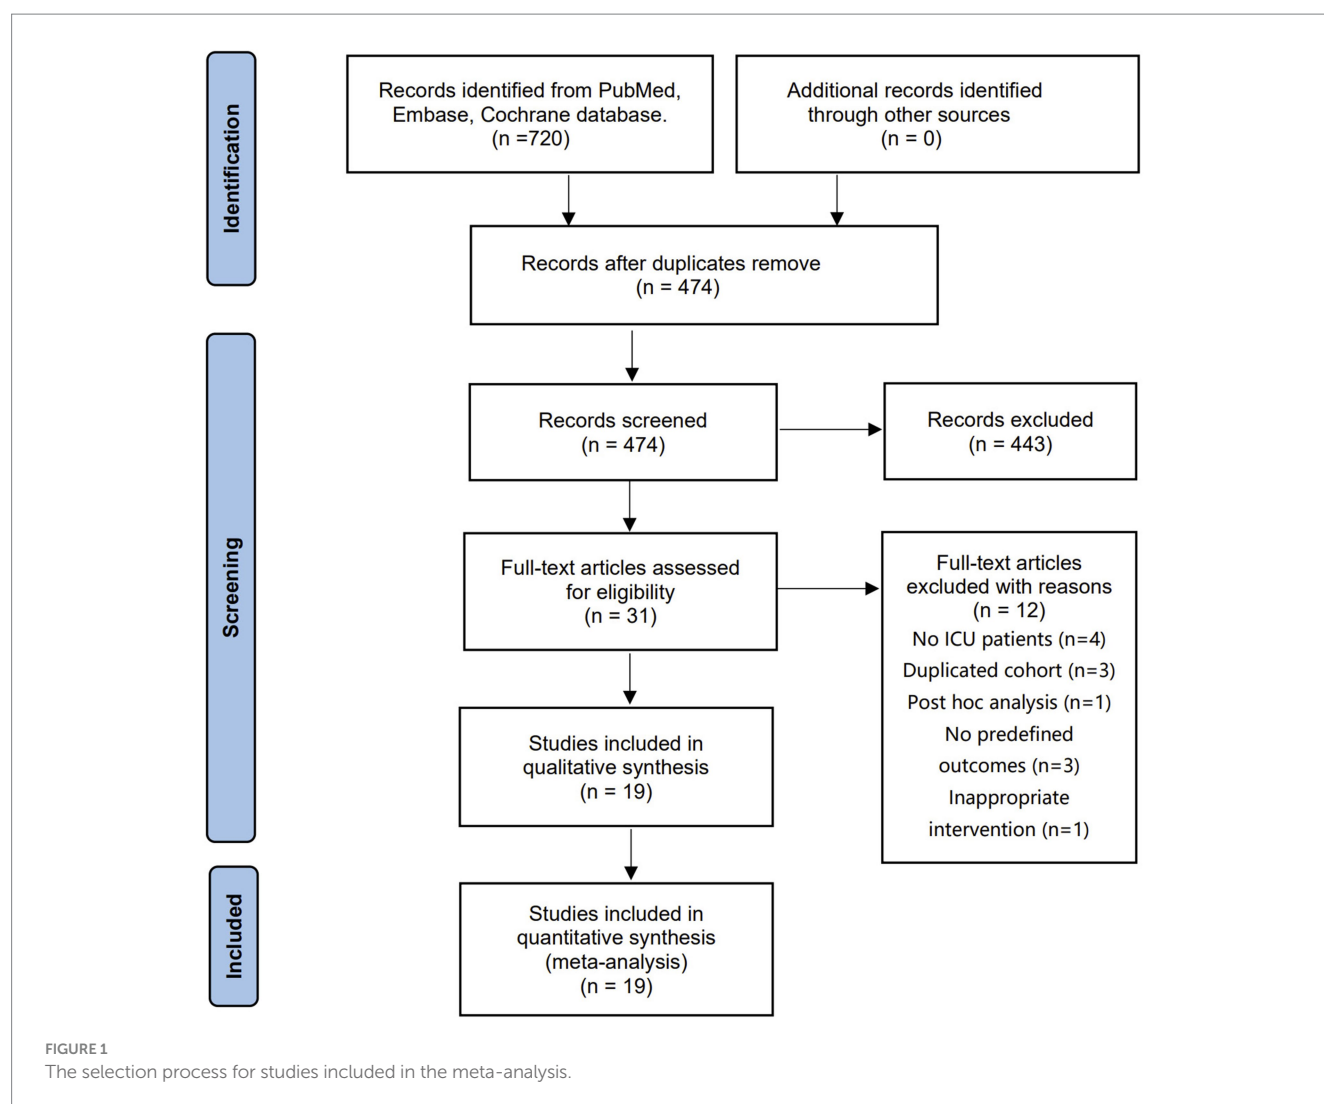 Identification
Records identified from PubMed,
Embase, Cochrane database.
(n =720)
Additional records identified
through other sources
(n = 0)
Records after duplicates remove
(n = 474)
Screening
Records screened
(n = 474)
Records excluded
(n = 443)
Full-text articles assessed
for eligibility
(n = 31)
Full-text articles
excluded with reasons
(n = 12)
No ICU patients (n=4)
Duplicated cohort (n=3)
Post hoc analysis (n=1)
No predefined
outcomes (n=3)
Inappropriate
intervention (n=1)
Studies included in
qualitative synthesis
(n = 19)
Included
Studies included in
quantitative synthesis
(meta-analysis)
(n = 19)
FIGURE 1
The selection process for studies included in the meta-analysis.